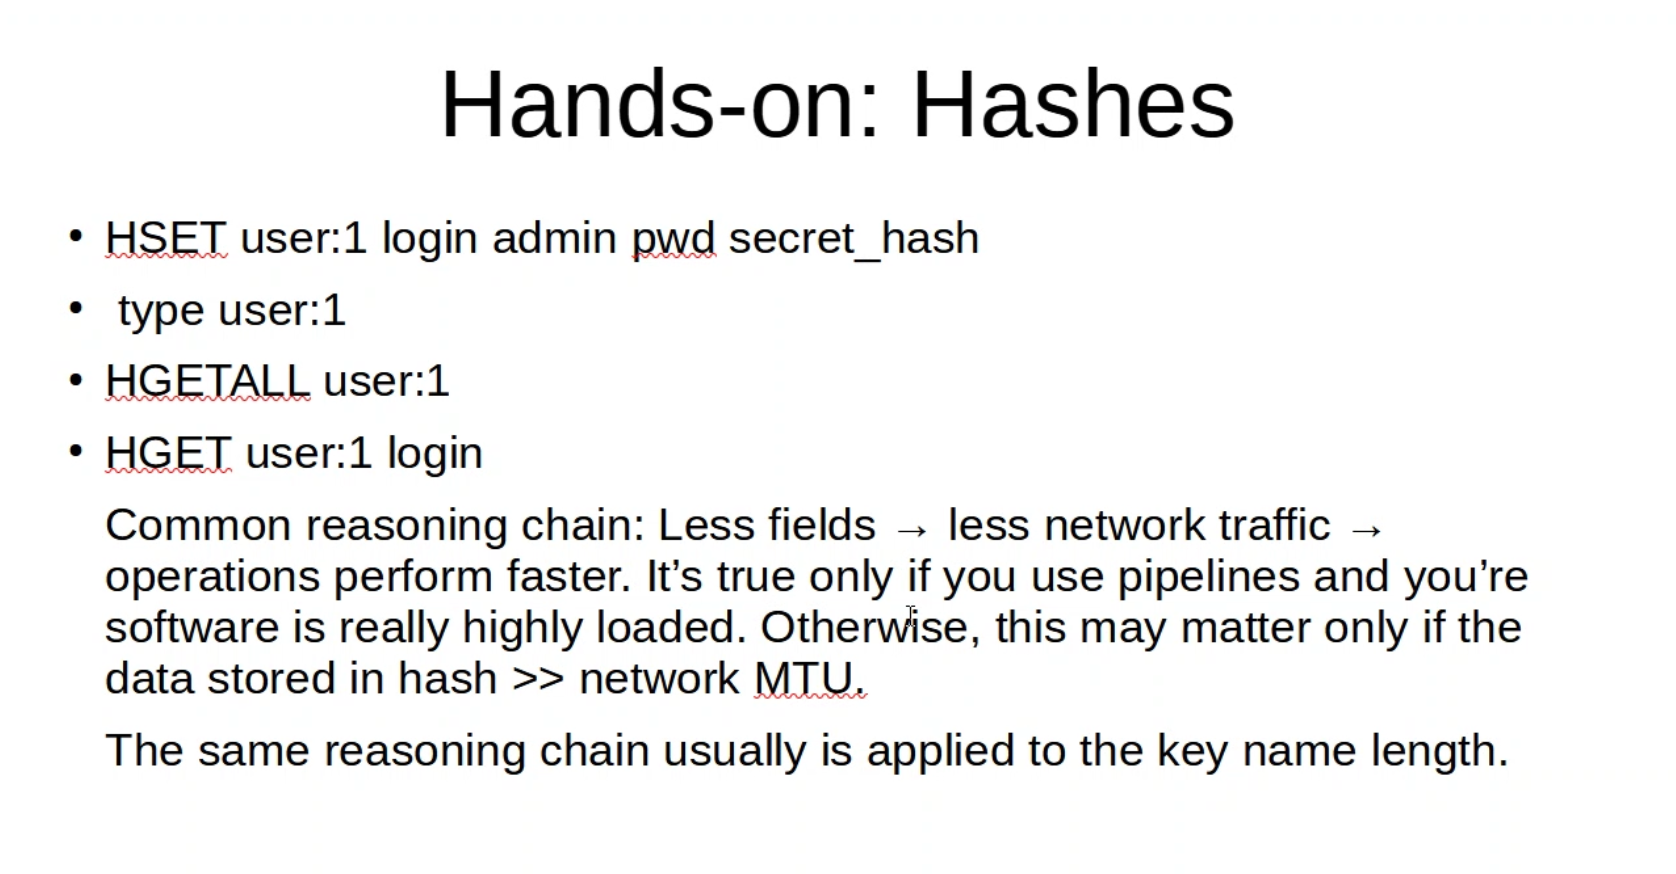 Hands-on: Hashes
• HSET user:1 login admin pwd secret_hash
• type user:1
• HGETALL user:1
• HGET user:1 login
Common reasoning chain: Less fields → less network traffic →
operations perform faster. It’s true only if you use pipelines and you’re
software is really highly loaded. Otherwise, this may matter only if the
data stored in hash >> network MTU.
The same reasoning chain usually is applied to the key name length.